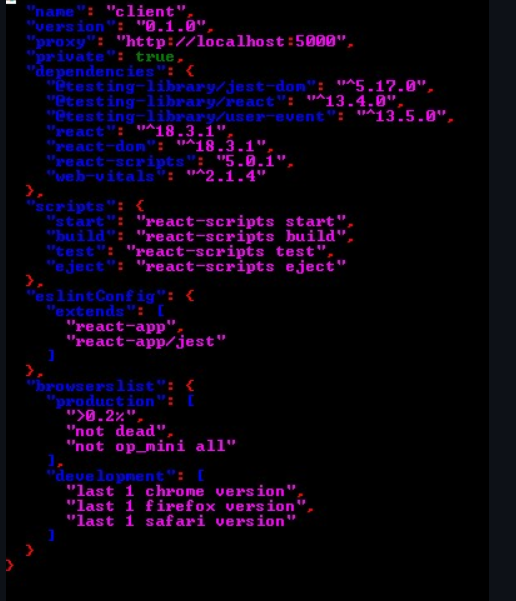 "name": "client",
"version": "0.1.0",
"proxy": "http://localhost:5000",
"private": true,
"dependencies": {
"@testing-library/jest-dom": "^5.17.0",
"@testing-library/react": "^13.4.0",
"@testing-library/user-event": "^13.5.0",
"react": "^18.3.1",
"react-dom": "^18.3.1",
"react-scripts": "5.0.1",
"web-vitals": "^2.1.4"
},
"scripts": {
"start": "react-scripts start",
"build": "react-scripts build",
"test": "react-scripts test",
"eject": "react-scripts eject"
},
"eslintConfig": {
"extends": [
"react-app",
"react-app/jest"
]
},
"browserslist": {
"production": [
">0.2%",
"not dead",
"not op_mini all"
],
"development": [
"last 1 chrome version",
"last 1 firefox version",
"last 1 safari version"
]
}
}